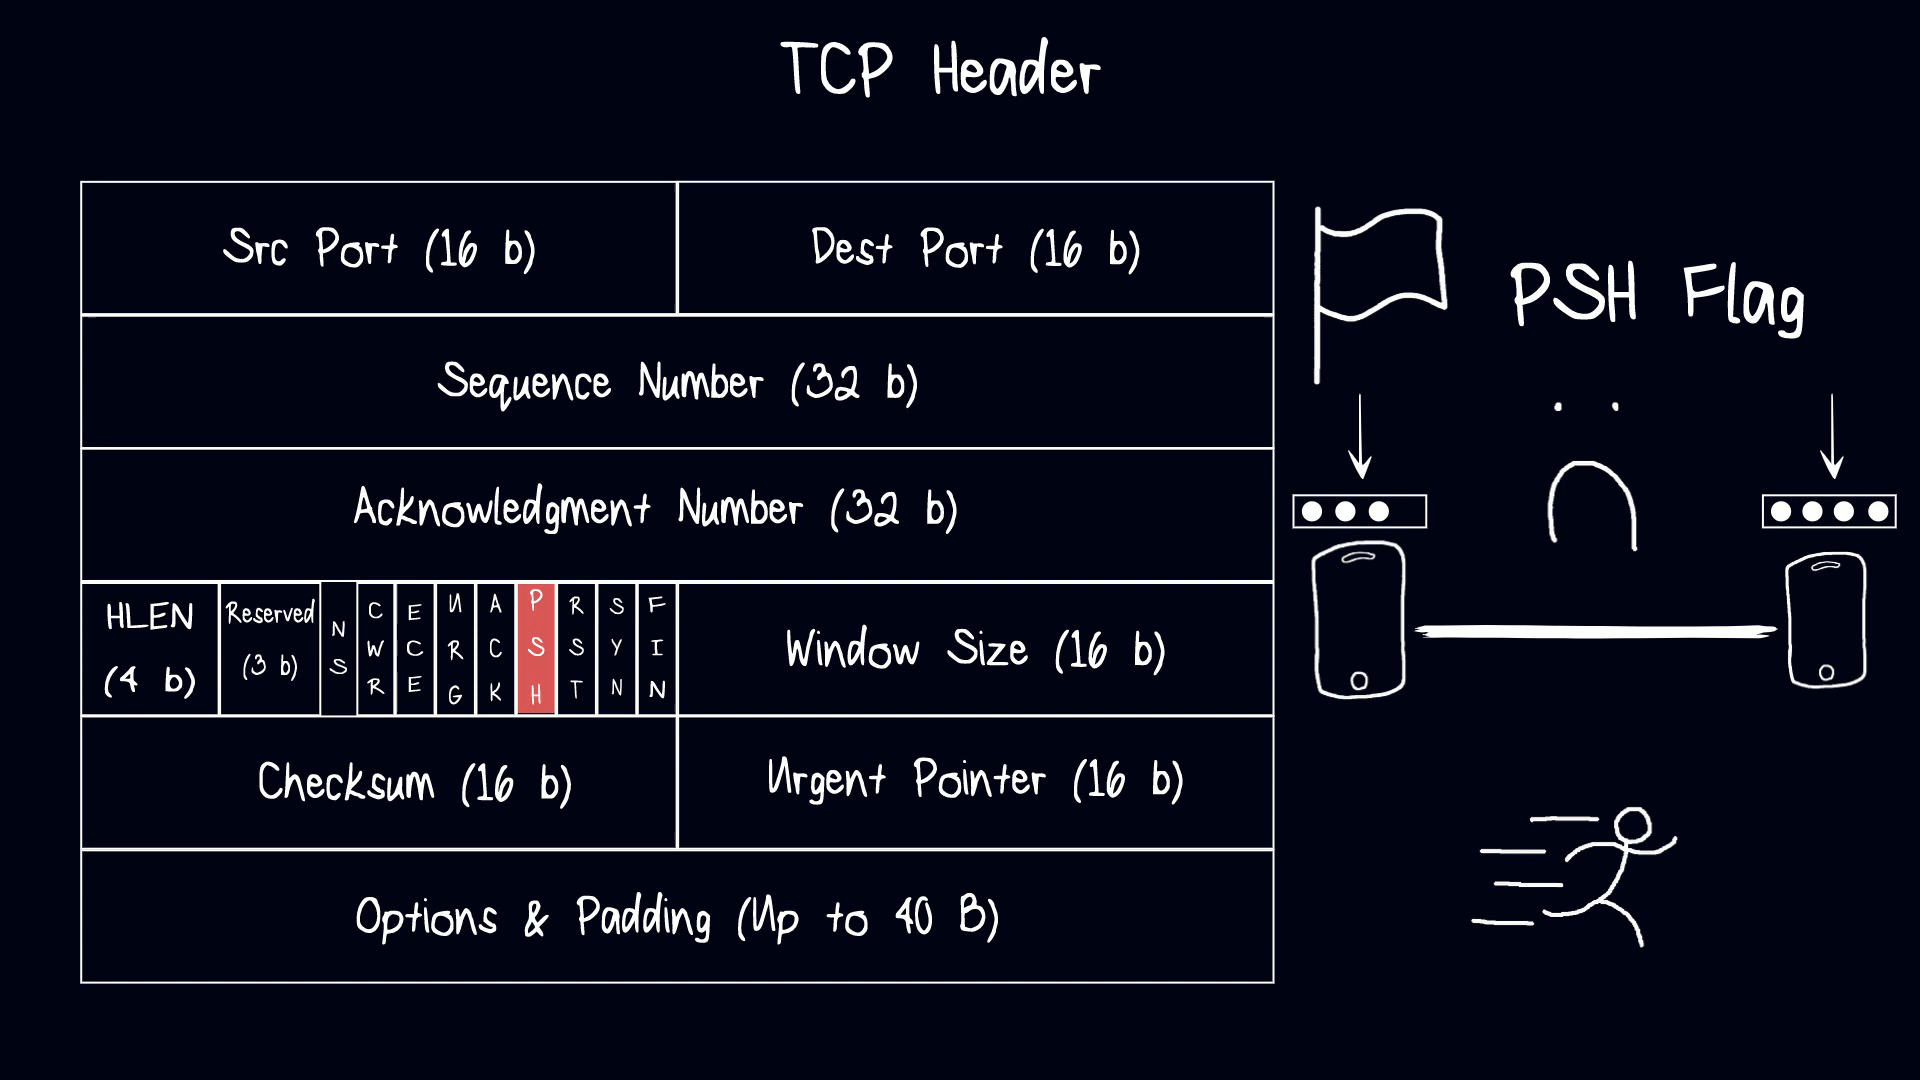 TCP Header
Src Port (16 b)
Dest Port (16 b)
PSH Flag
Sequence Number (32 b)
Acknowledgment Number (32 b)
HLEN
(4 b)
Reserved
(3 b)
NS
CWR
ECE
URG
ACK
PSH
RST
SYN
FIN
Window Size (16 b)
Checksum (16 b)
Urgent Pointer (16 b)
Options & Padding (Up to 40 B)